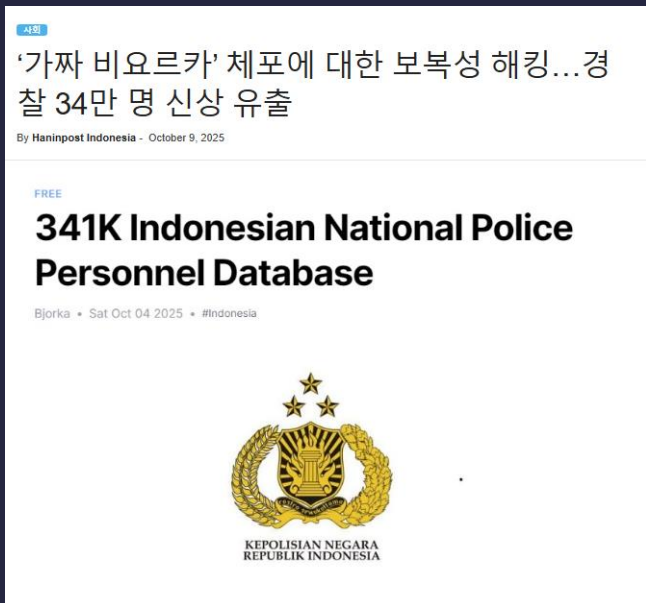 사회
‘가짜 비요르카’ 체포에 대한 보복성 해킹…경
찰 34만 명 신상 유출
By Haninpost Indonesia - October 9, 2025
FREE
341K Indonesian National Police
Personnel Database
Bjorka • Sat Oct 04 2025 • #Indonesia
KEPOLISIAN NEGARA
REPUBLIK INDONESIA